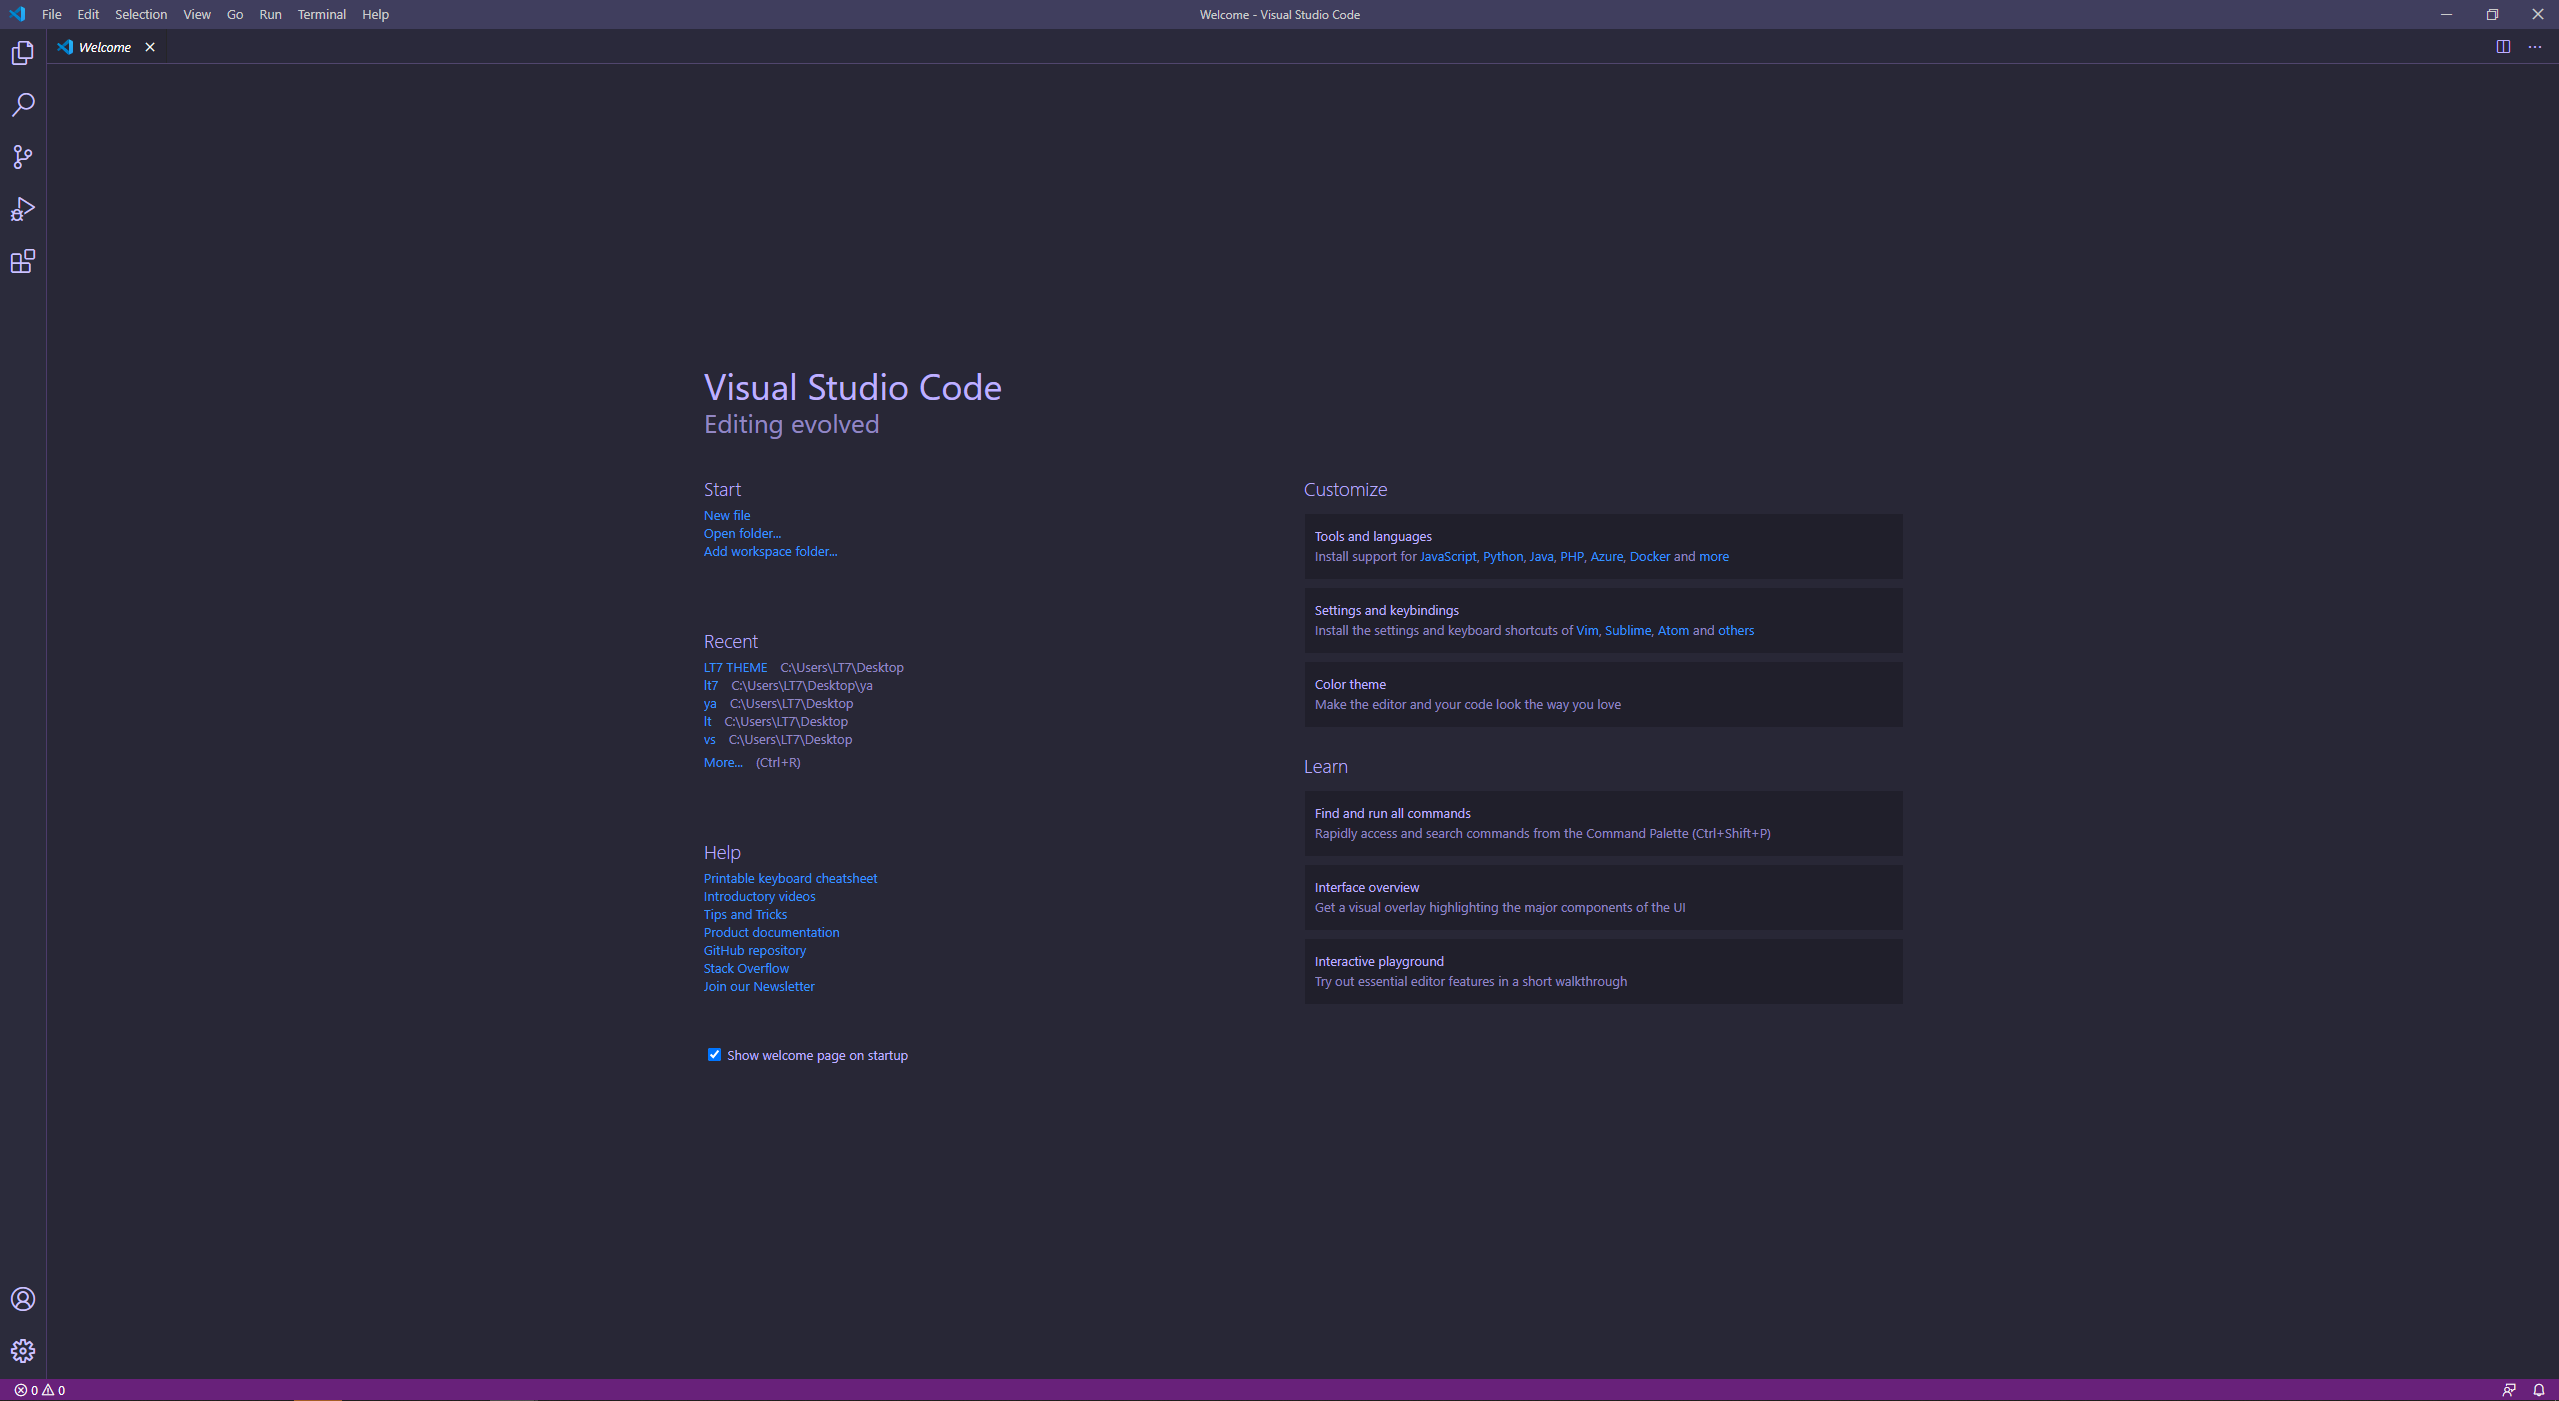 File Edit Selection View Go Run Terminal Help
Welcome - Visual Studio Code
Welcome
Visual Studio Code
Editing evolved
Start
New file
Open folder...
Add workspace folder...
Recent
LT7 THEME C:\Users\LT7\Desktop
lt7 C:\Users\LT7\Desktop\ya
ya C:\Users\LT7\Desktop
lt C:\Users\LT7\Desktop
vs C:\Users\LT7\Desktop
More... (Ctrl+R)
Help
Printable keyboard cheatsheet
Introductory videos
Tips and Tricks
Product documentation
GitHub repository
Stack Overflow
Join our Newsletter
Show welcome page on startup
Customize
Tools and languages
Install support for JavaScript, Python, Java, PHP, Azure, Docker and more
Settings and keybindings
Install the settings and keyboard shortcuts of Vim, Sublime, Atom and others
Color theme
Make the editor and your code look the way you love
Learn
Find and run all commands
Rapidly access and search commands from the Command Palette (Ctrl+Shift+P)
Interface overview
Get a visual overlay highlighting the major components of the UI
Interactive playground
Try out essential editor features in a short walkthrough
0 0